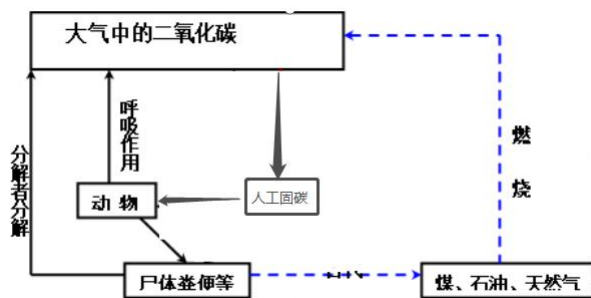 大气中的二氧化碳
呼吸作用
分解者分解
燃烧
人工固碳
动物
尸体粪便等
煤、石油、天然气